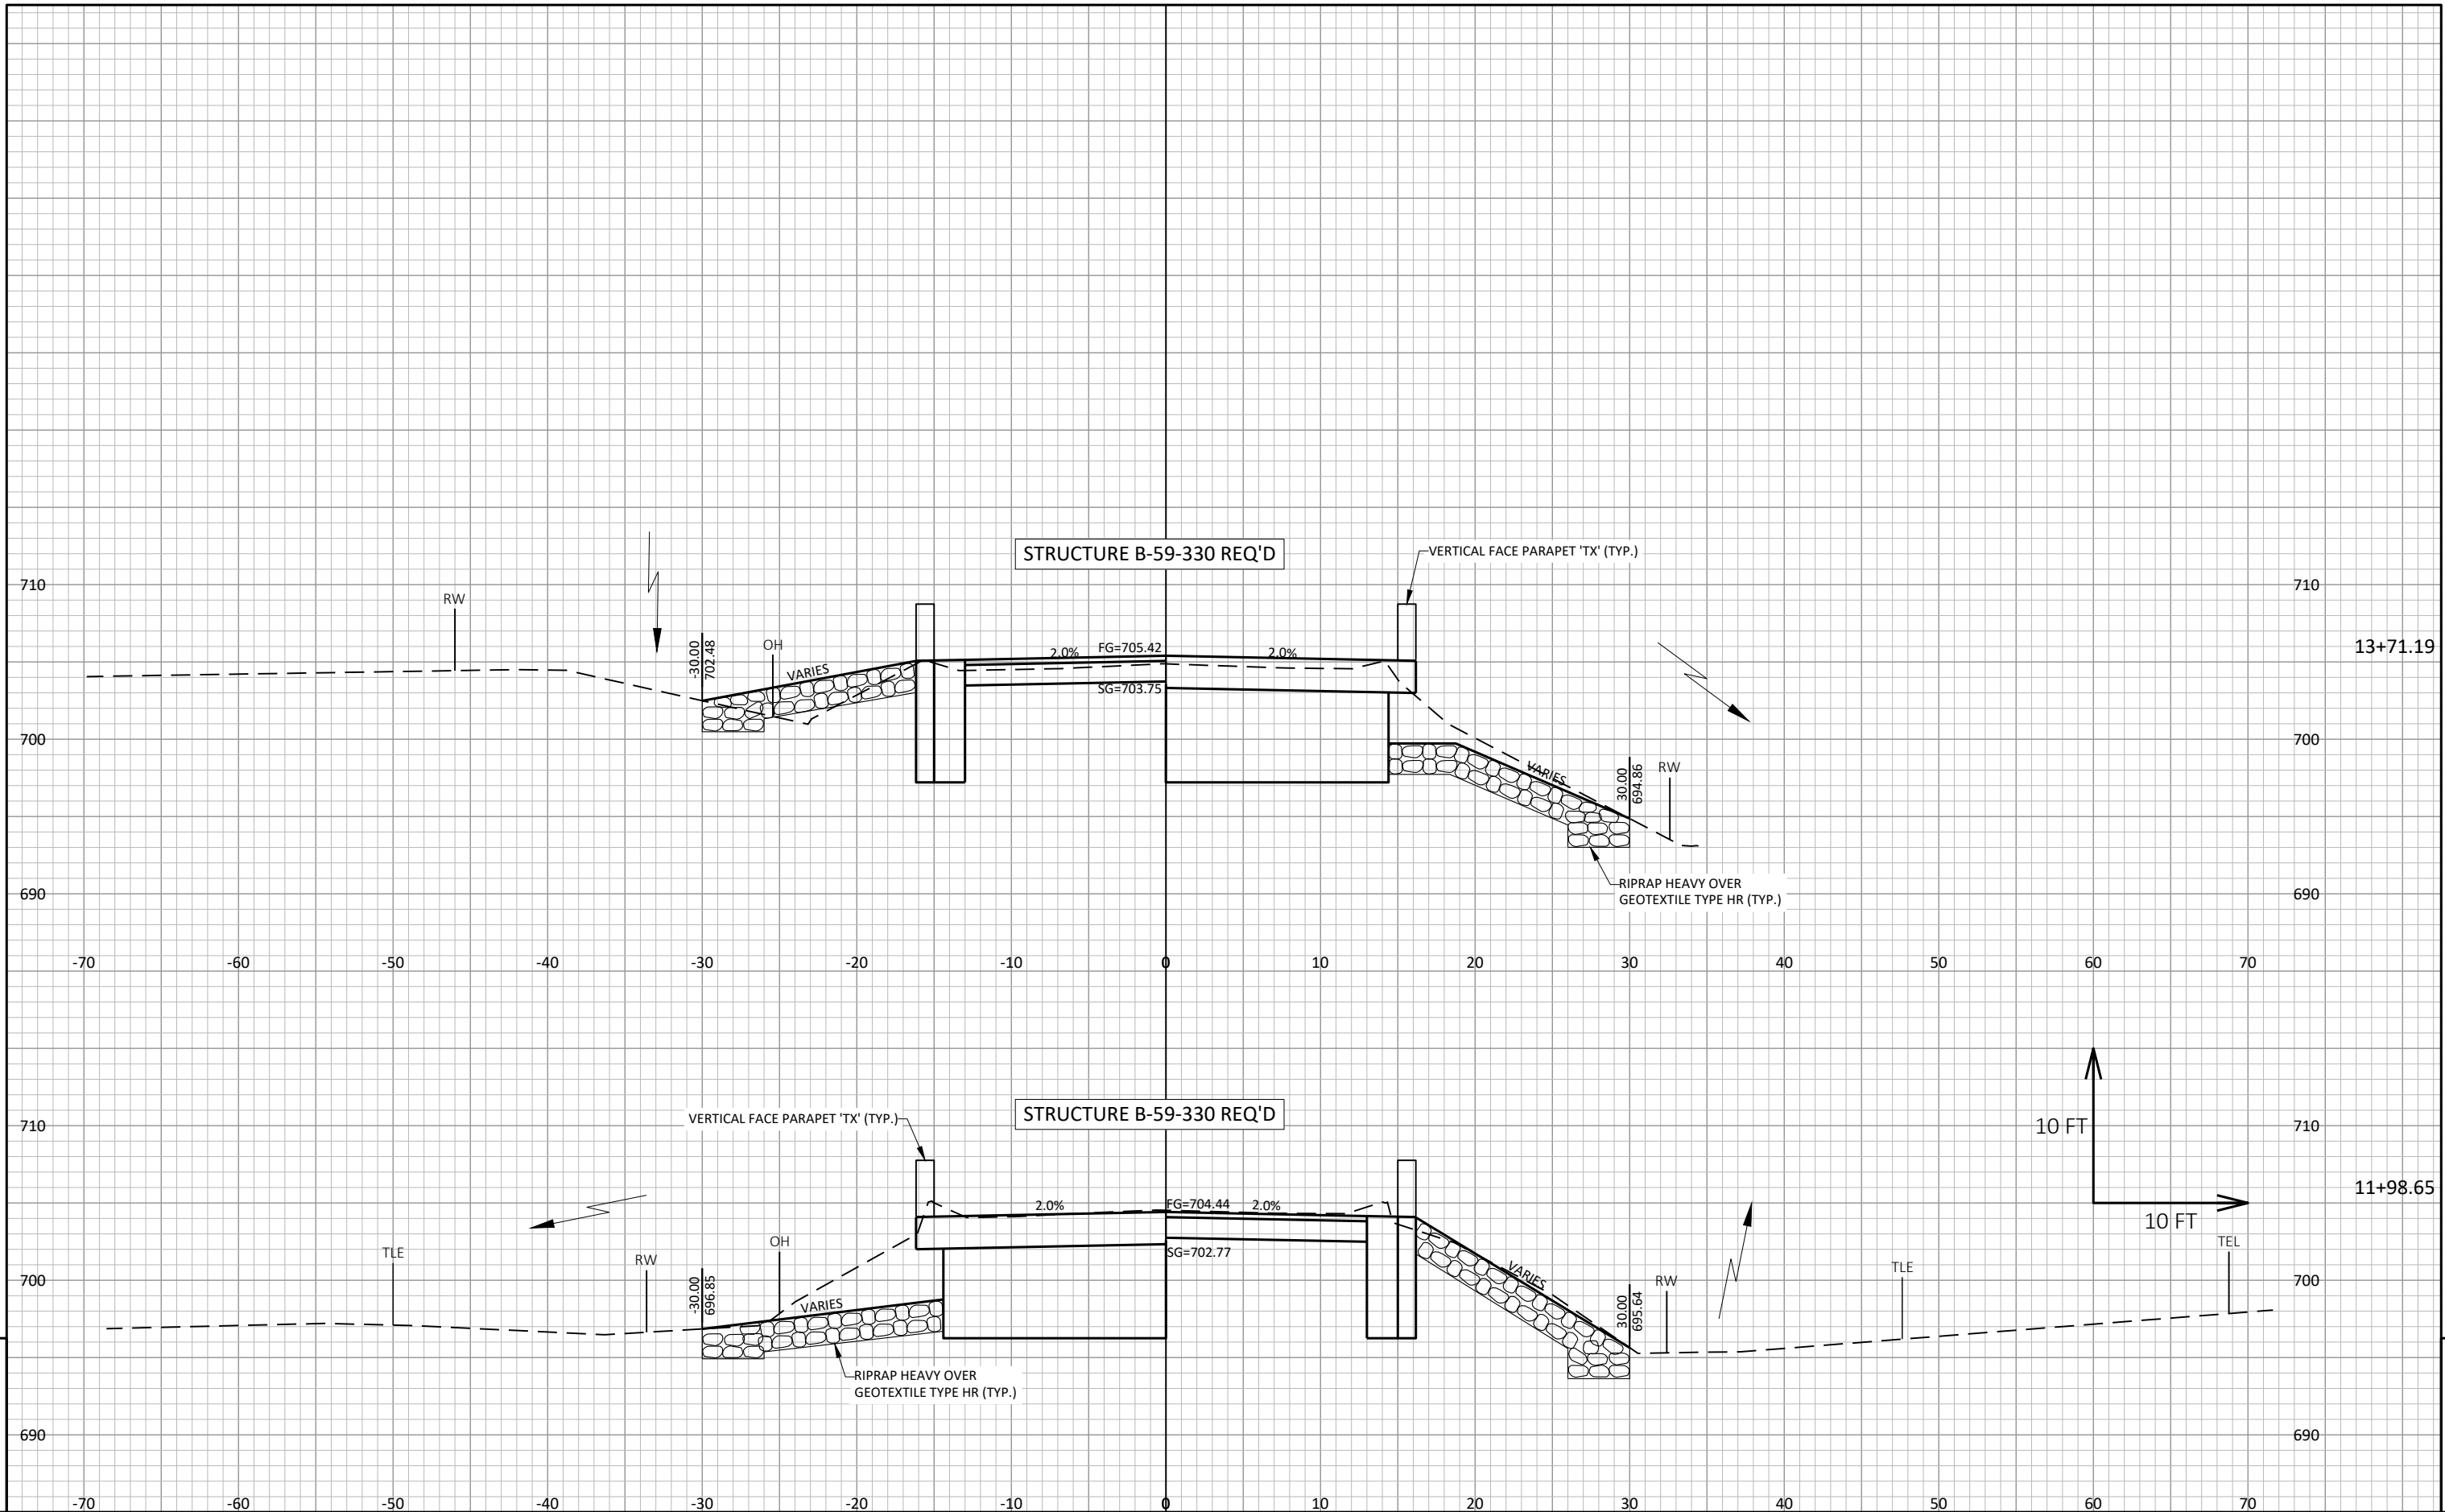 STRUCTURE B-59-330 REQ'D
VERTICAL FACE PARAPET 'TX' (TYP.)
710
710
RW
-30.00
702.48
OH
VARIES
2.0%
FG=705.42
2.0%
13+71.19
SG=703.75
700
700
VARIES
30.00
694.86
RW
690
RIPRAP HEAVY OVER
GEOTEXTILE TYPE HR (TYP.)
690
-70
-60
-50
-40
-30
-20
-10
0
10
20
30
40
50
60
70
VERTICAL FACE PARAPET 'TX' (TYP.)
STRUCTURE B-59-330 REQ'D
710
10 FT
710
11+98.65
2.0%
FG=704.44
2.0%
10 FT
TLE
RW
OH
SG=702.77
TEL
TLE
700
-30.00
696.85
VARIES
VARIES
30.00
695.64
RW
700
RIPRAP HEAVY OVER
GEOTEXTILE TYPE HR (TYP.)
690
690
-70
-60
-50
-40
-30
-20
-10
0
10
20
30
40
50
60
70